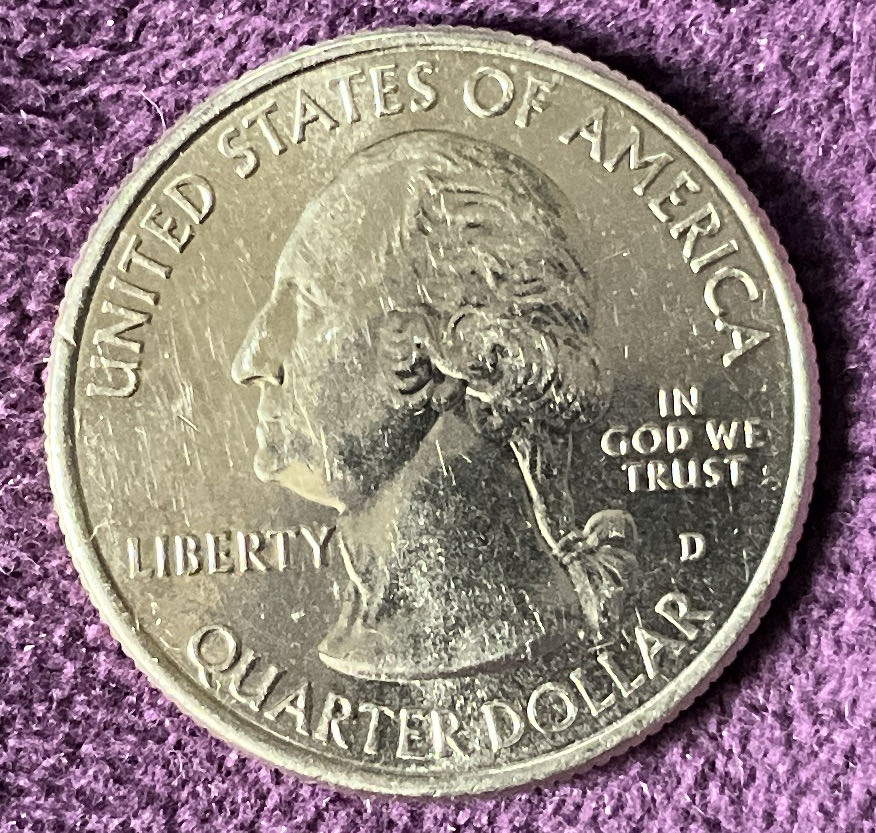 UNITED STATES OF AMERICA
IN
GOD WE
TRUST
LIBERTY
D
QUARTER DOLLAR